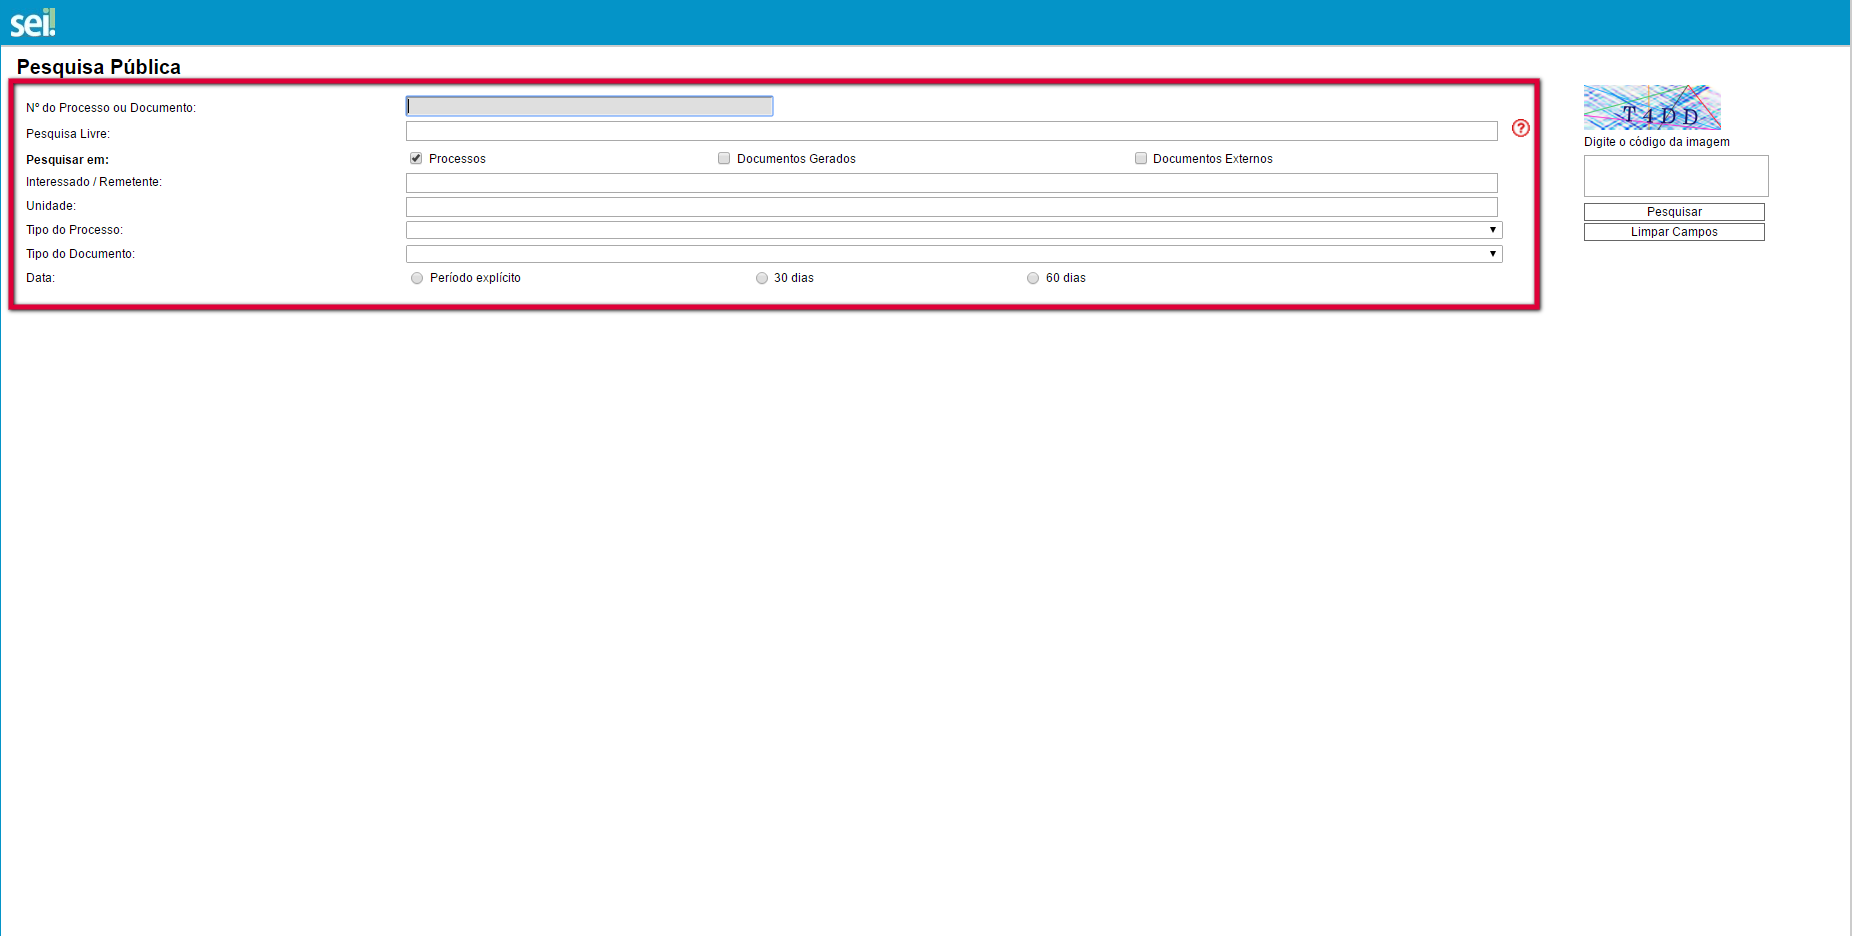 sei!
Pesquisa Pública
Nº do Processo ou Documento:
Pesquisa Livre:
?
Pesquisar em:
Processos
Documentos Gerados
Documentos Externos
Interessado / Remetente:
Unidade:
Tipo do Processo:
Tipo do Documento:
Data:
Período explícito
30 dias
60 dias
T4DD
Digite o código da imagem
Pesquisar
Limpar Campos